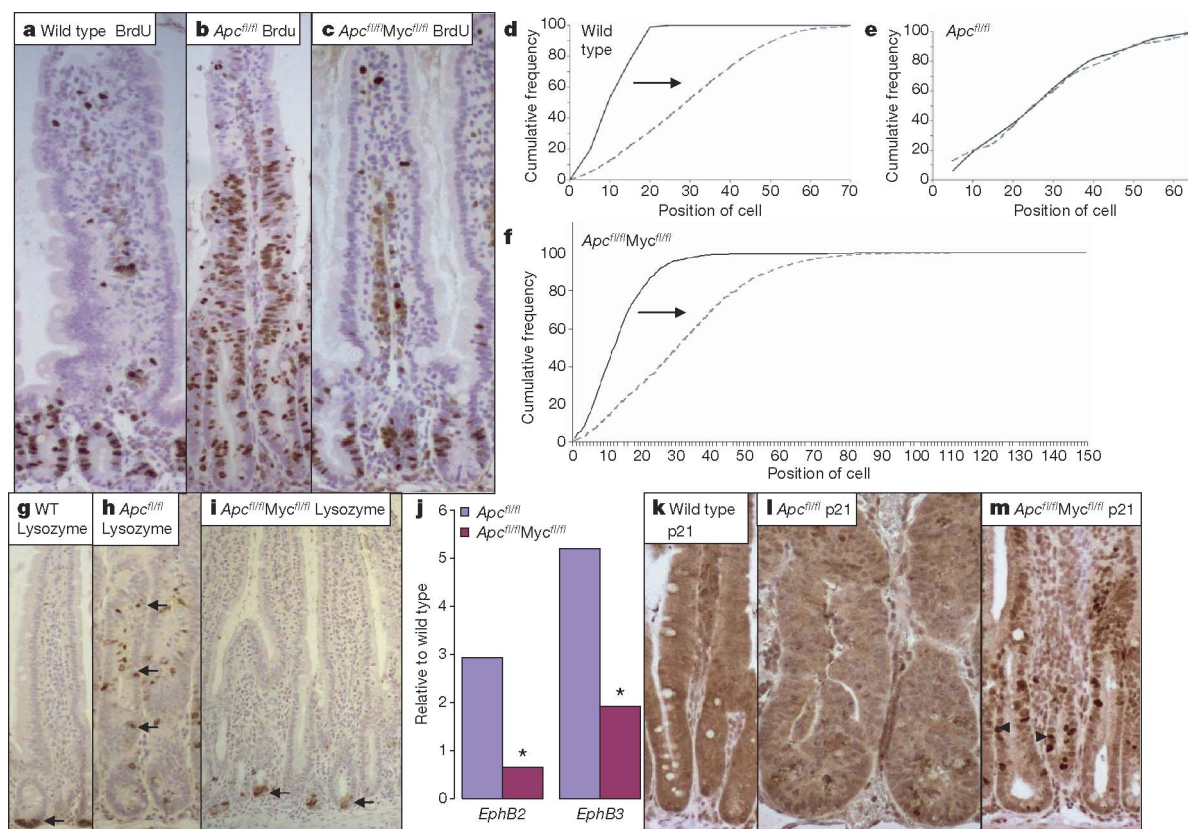 a Wild type BrdU
b Apcfl/fl Brdu
c Apcfl/flMycfl/fl BrdU
d
Wild
type
Cumulative frequency
100
80
60
40
20
0
0 10 20 30 40 50 60 70
Position of cell
e
Apcfl/fl
Cumulative frequency
100
80
60
40
20
0
0 10 20 30 40 50 60
Position of cell
f
Apcfl/flMycfl/fl
Cumulative frequency
100
80
60
40
20
0
0 10 20 30 40 50 60 70 80 90 100 110 120 130 140 150
Position of cell
g WT
Lysozyme
h Apcfl/fl
Lysozyme
i Apcfl/flMycfl/fl Lysozyme
j
Apcfl/fl
Apcfl/flMycfl/fl
Relative to wild type
6
5
4
3
2
1
0
*
*
EphB2 EphB3
k Wild type
p21
l Apcfl/fl p21
m Apcfl/flMycfl/fl p21